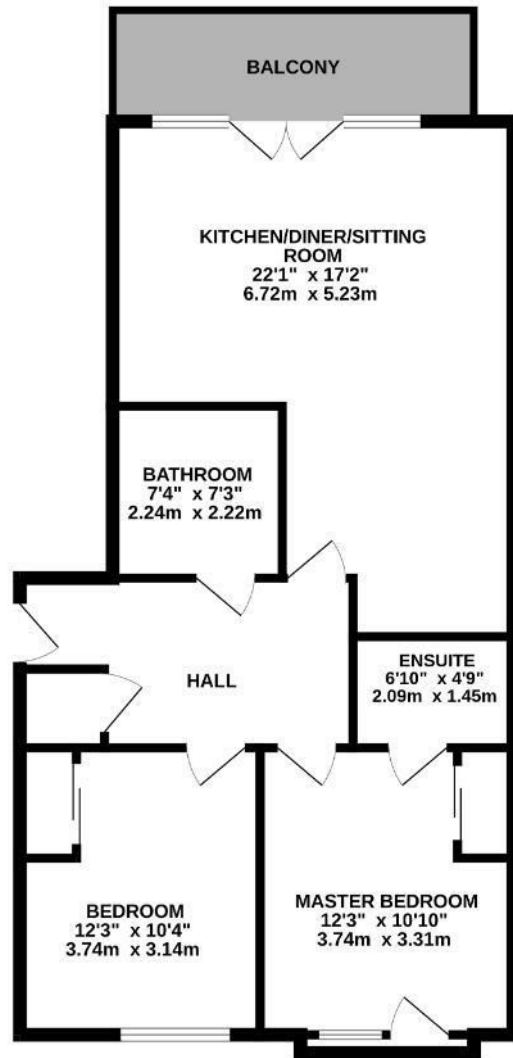 BALCONY
KITCHEN/DINER/SITTING
ROOM
22'1" x 17'2"
6.72m x 5.23m
BATHROOM
7'4" x 7'3"
2.24m x 2.22m
HALL
ENSUITE
6'10" x 4'9"
2.09m x 1.45m
BEDROOM
12'3" x 10'4"
3.74m x 3.14m
MASTER BEDROOM
12'3" x 10'10"
3.74m x 3.31m